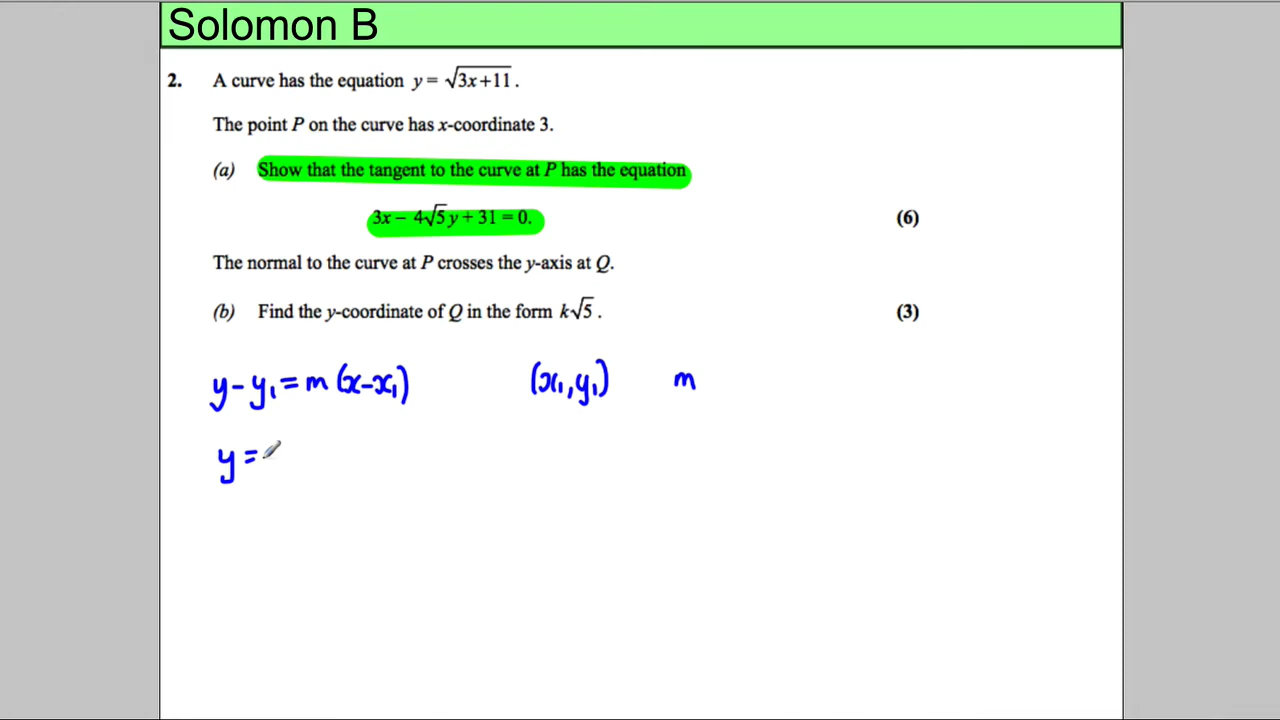 Solomon B
2. A curve has the equation y = √(3x+11).
The point P on the curve has x-coordinate 3.
(a) Show that the tangent to the curve at P has the equation
3x − 4√5 y + 31 = 0. (6)
The normal to the curve at P crosses the y-axis at Q.
(b) Find the y-coordinate of Q in the form k√5. (3)
y − y₁ = m (x − x₁) (x₁, y₁) m
y =